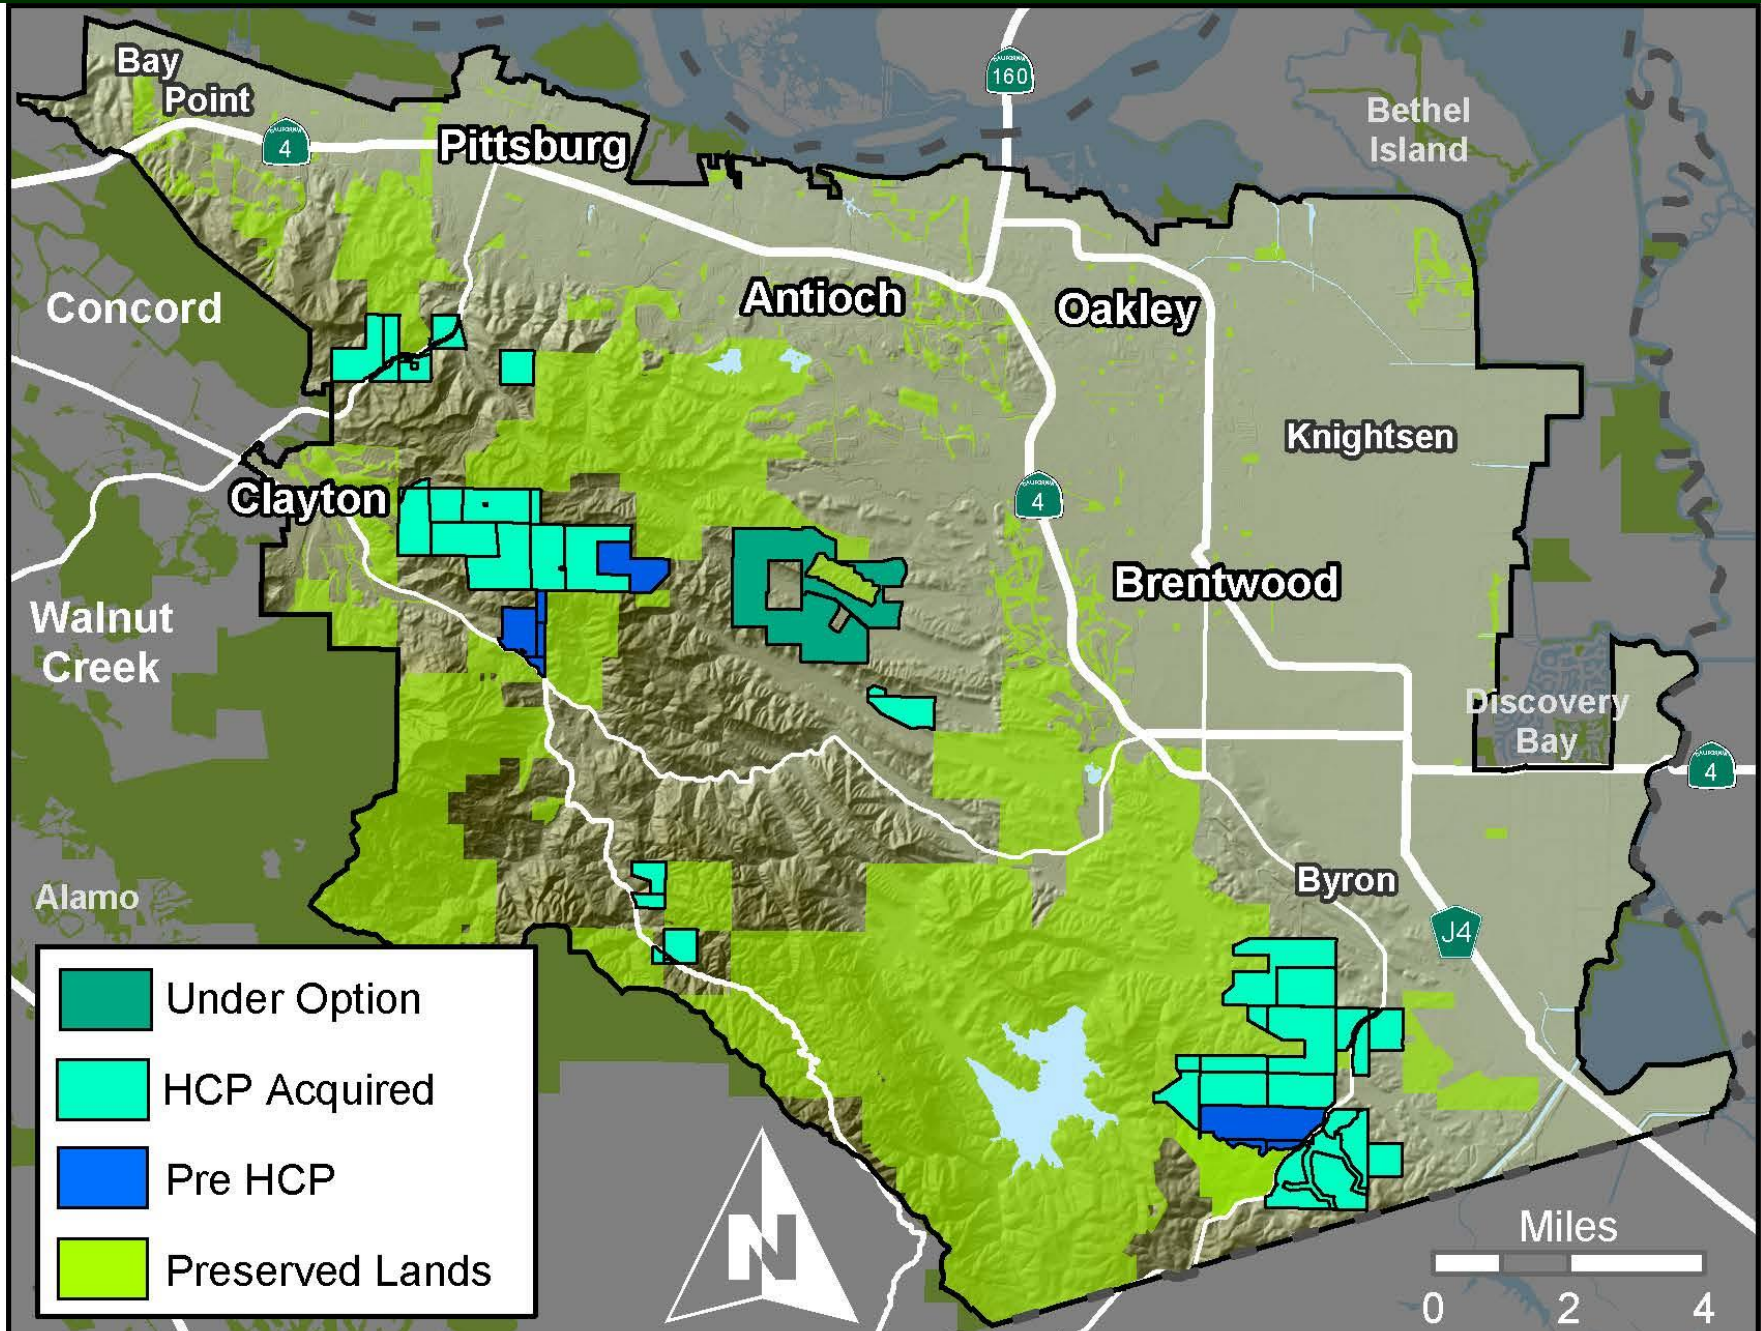 Bay
Point
4
Pittsburg
160
Bethel
Island
Concord
Antioch
Oakley
Knightsen
Clayton
4
Brentwood
Walnut
Creek
Discovery
Bay
4
Alamo
Byron
J4
Under Option
HCP Acquired
Pre HCP
Preserved Lands
N
Miles
0 2 4